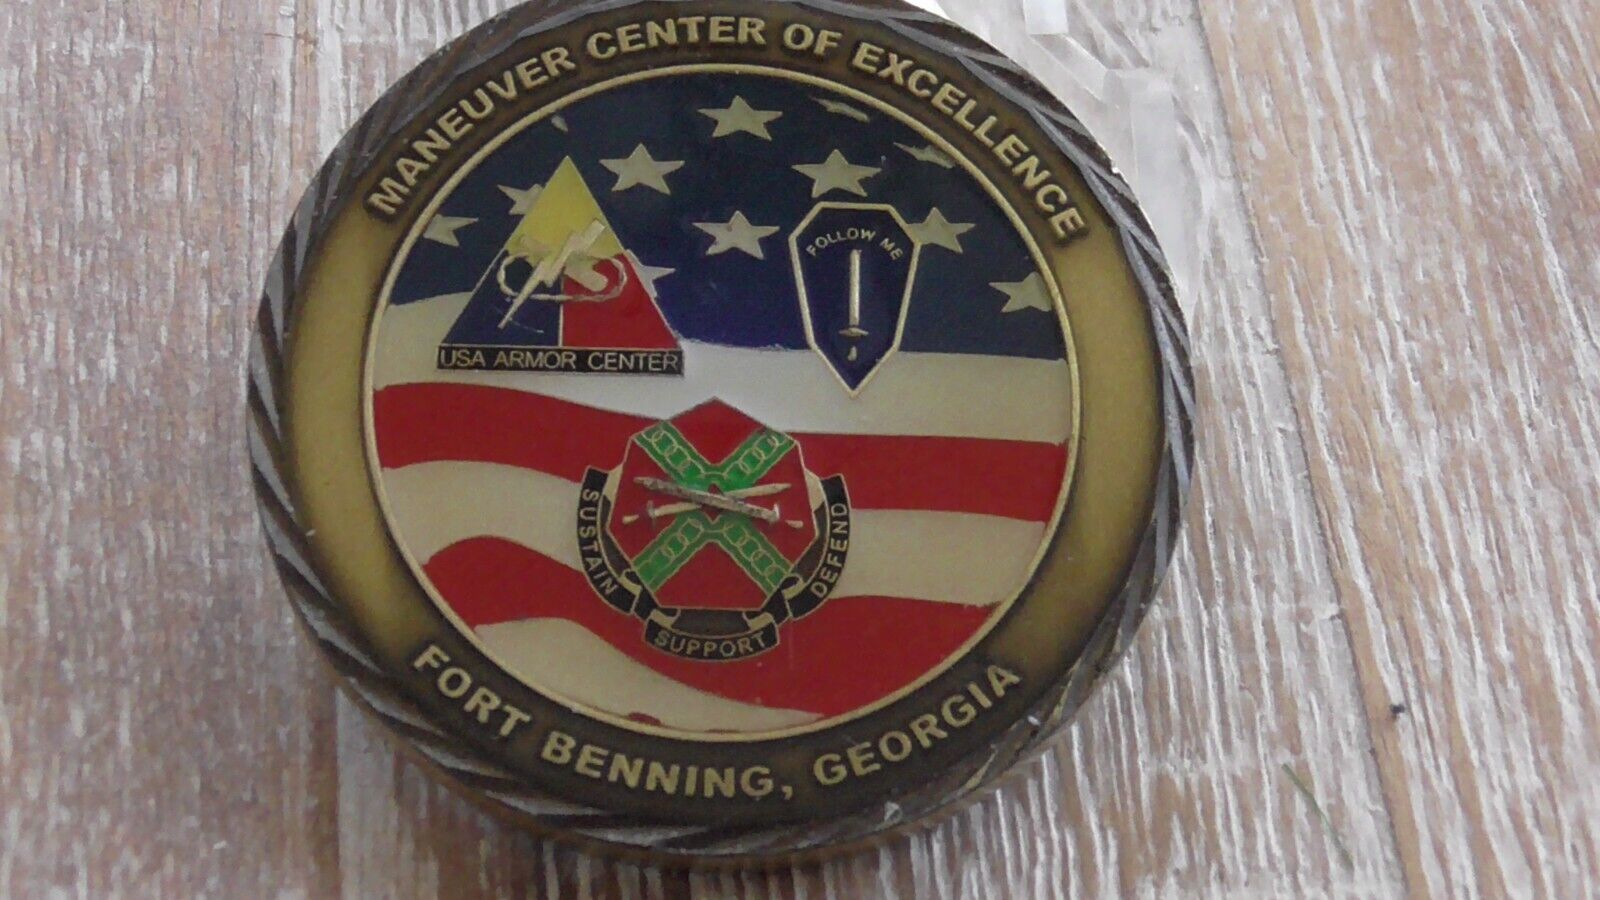 MANEUVER CENTER OF EXCELLENCE
FOLLOW ME
USA ARMOR CENTER
SUSTAIN
SUPPORT
DEFEND
FORT BENNING, GEORGIA